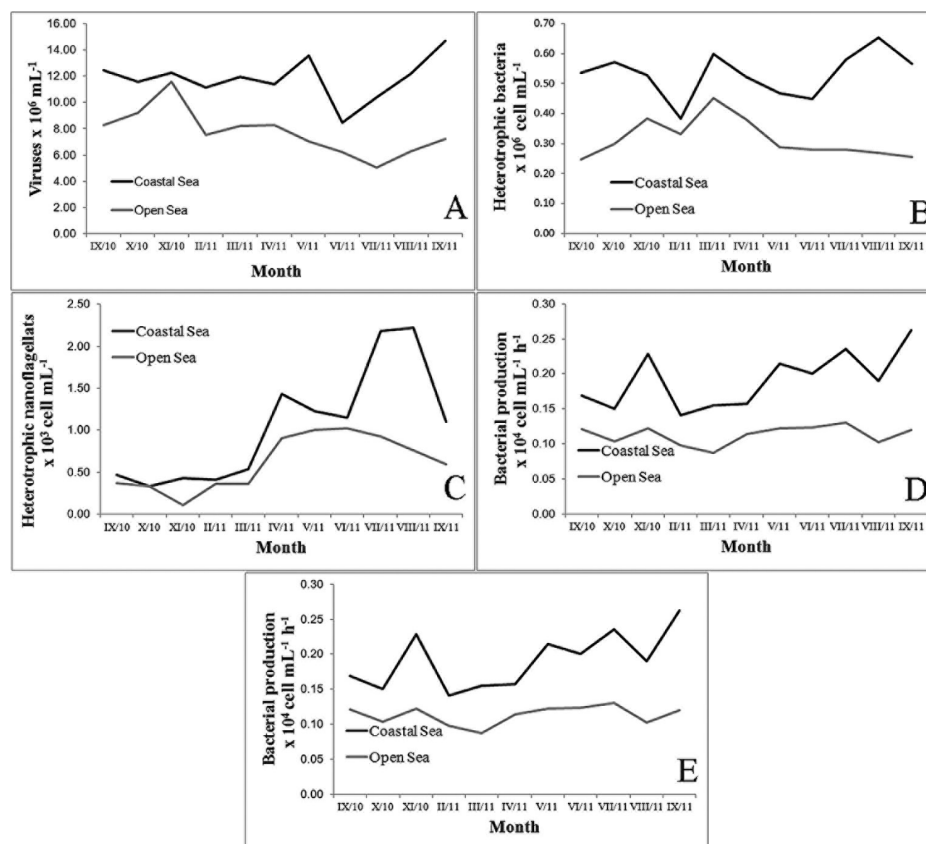 16.00
14.00
12.00
10.00
8.00
6.00
4.00
2.00
0.00
Viruses x 10⁶ mL⁻¹
Coastal Sea
Open Sea
A
IX/10 X/10 XI/10 II/11 III/11 IV/11 V/11 VI/11 VII/11 VIII/11 IX/11
Month
0.70
0.60
0.50
0.40
0.30
0.20
0.10
0.00
Heterotrophic bacteria
x 10⁶ cell mL⁻¹
Coastal Sea
Open Sea
B
IX/10 X/10 XI/10 II/11 III/11 IV/11 V/11 VI/11 VII/11 VIII/11 IX/11
Month
2.50
2.00
1.50
1.00
0.50
0.00
Heterotrophic nanoflagellats
x 10³ cell mL⁻¹
Coastal Sea
Open Sea
C
IX/10 X/10 XI/10 II/11 III/11 IV/11 V/11 VI/11 VII/11 VIII/11 IX/11
Month
0.30
0.25
0.20
0.15
0.10
0.05
0.00
Bacterial production
x 10⁴ cell mL⁻¹ h⁻¹
Coastal Sea
Open Sea
D
IX/10 X/10 XI/10 II/11 III/11 IV/11 V/11 VI/11 VII/11 VIII/11 IX/11
Month
0.30
0.25
0.20
0.15
0.10
0.05
0.00
Bacterial production
x 10⁴ cell mL⁻¹ h⁻¹
Coastal Sea
Open Sea
E
IX/10 X/10 XI/10 II/11 III/11 IV/11 V/11 VI/11 VII/11 VIII/11 IX/11
Month